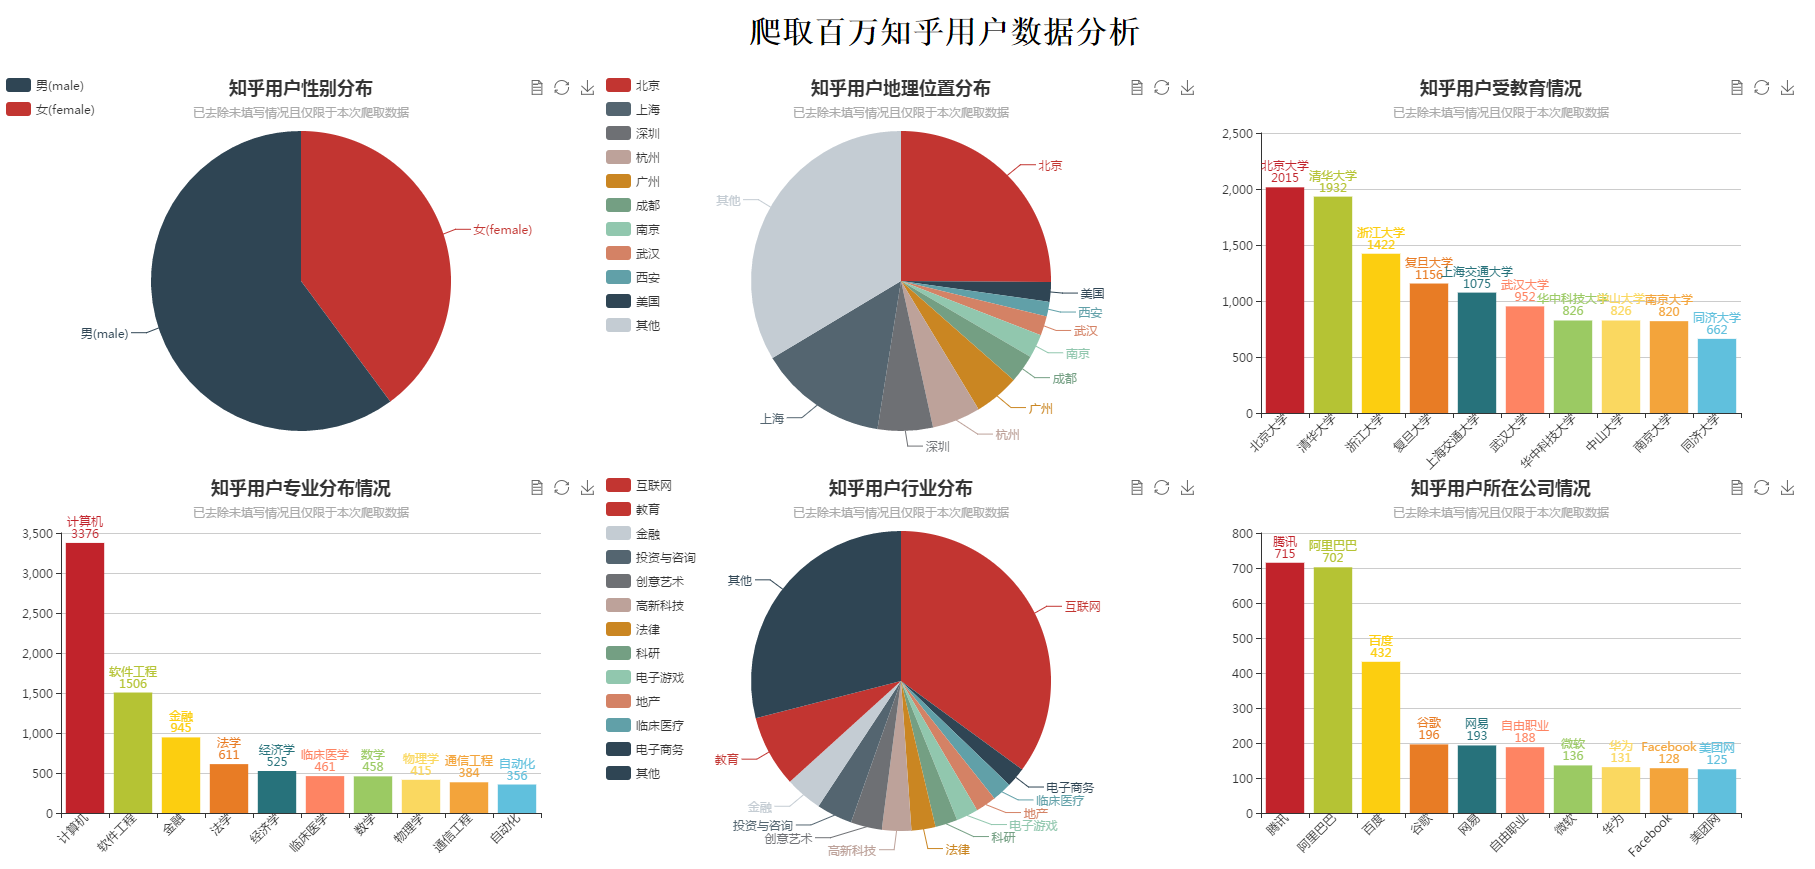 爬取百万知乎用户数据分析
男(male)
女(female)
知乎用户性别分布
已去除未填写情况且仅限于本次爬取数据
女(female)
男(male)
北京
上海
深圳
杭州
广州
成都
南京
武汉
西安
美国
其他
知乎用户地理位置分布
已去除未填写情况且仅限于本次爬取数据
北京
其他
美国
西安
武汉
南京
成都
广州
杭州
上海
深圳
知乎用户受教育情况
已去除未填写情况且仅限于本次爬取数据
2,500
2,000
1,500
1,000
500
0
北京大学
2015
清华大学
1932
浙江大学
1422
复旦大学
1156
上海交通大学
1075
武汉大学
952
华中科技大学
826
中山大学
826
南京大学
820
同济大学
662
北京大学
清华大学
浙江大学
复旦大学
上海交通大学
武汉大学
华中科技大学
中山大学
南京大学
同济大学
知乎用户专业分布情况
已去除未填写情况且仅限于本次爬取数据
3,500
3,000
2,500
2,000
1,500
1,000
500
0
计算机
3376
软件工程
1506
金融
945
法学
611
经济学
525
临床医学
461
数学
458
物理学
415
通信工程
384
自动化
356
计算机
软件工程
金融
法学
经济学
临床医学
数学
物理学
通信工程
自动化
互联网
教育
金融
投资与咨询
创意艺术
高新科技
法律
科研
电子游戏
地产
临床医疗
电子商务
其他
知乎用户行业分布
已去除未填写情况且仅限于本次爬取数据
其他
互联网
教育
电子商务
临床医疗
金融
地产
投资与咨询
电子游戏
创意艺术
科研
高新科技
法律
知乎用户所在公司情况
已去除未填写情况且仅限于本次爬取数据
800
700
600
500
400
300
200
100
0
腾讯
715
阿里巴巴
702
百度
432
谷歌
196
网易
193
自由职业
188
微软
136
华为
131
Facebook
128
美团网
125
腾讯
阿里巴巴
百度
谷歌
网易
自由职业
微软
华为
Facebook
美团网